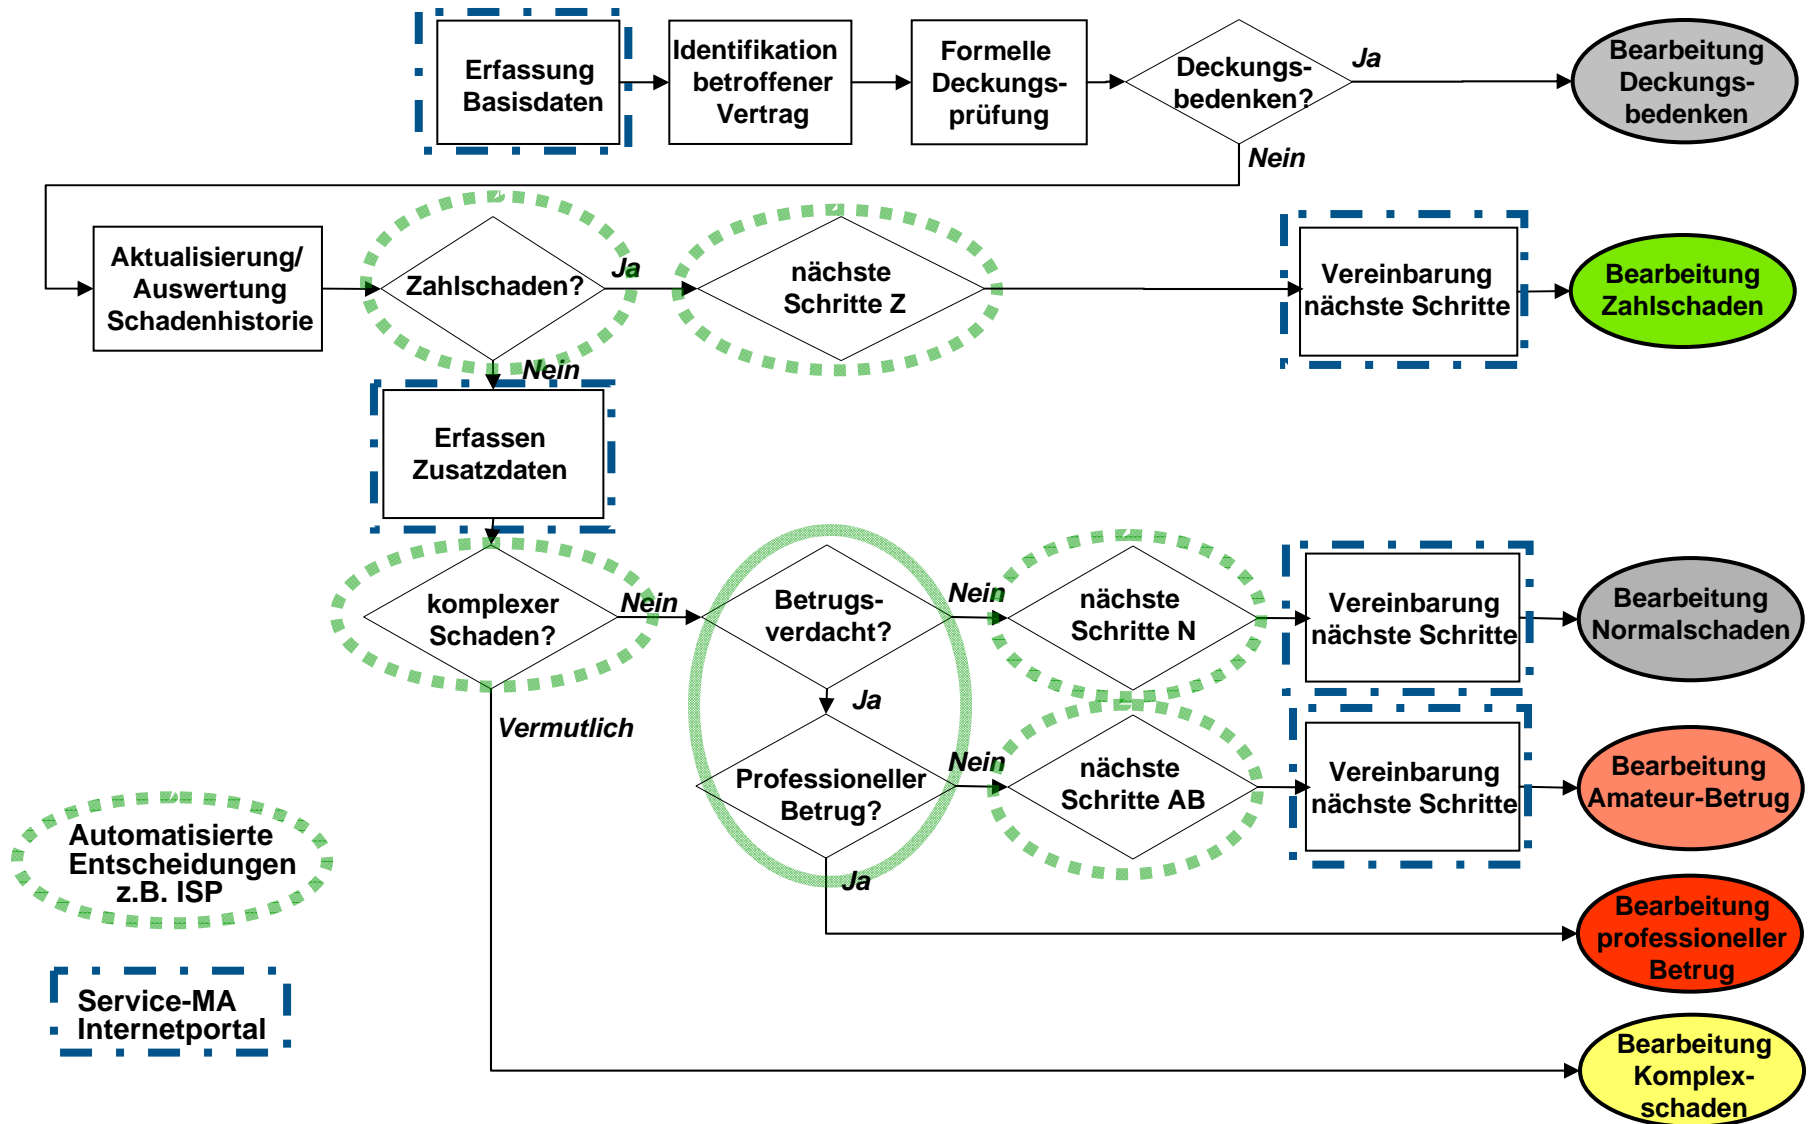 Erfassung
Basisdaten
Identifikation
betroffener
Vertrag
Formelle
Deckungs-
prüfung
Deckungs-
bedenken?
Ja
Bearbeitung
Deckungs-
bedenken
Nein
Aktualisierung/
Auswertung
Schadenhistorie
Zahlschaden?
Ja
nächste
Schritte Z
Vereinbarung
nächste Schritte
Bearbeitung
Zahlschaden
Nein
Erfassen
Zusatzdaten
komplexer
Schaden?
Nein
Betrugs-
verdacht?
Nein
nächste
Schritte N
Vereinbarung
nächste Schritte
Bearbeitung
Normalschaden
Ja
Vermutlich
Professioneller
Betrug?
Nein
nächste
Schritte AB
Vereinbarung
nächste Schritte
Bearbeitung
Amateur-Betrug
Ja
Bearbeitung
professioneller
Betrug
Bearbeitung
Komplex-
schaden
Automatisierte
Entscheidungen
z.B. ISP
Service-MA
Internetportal